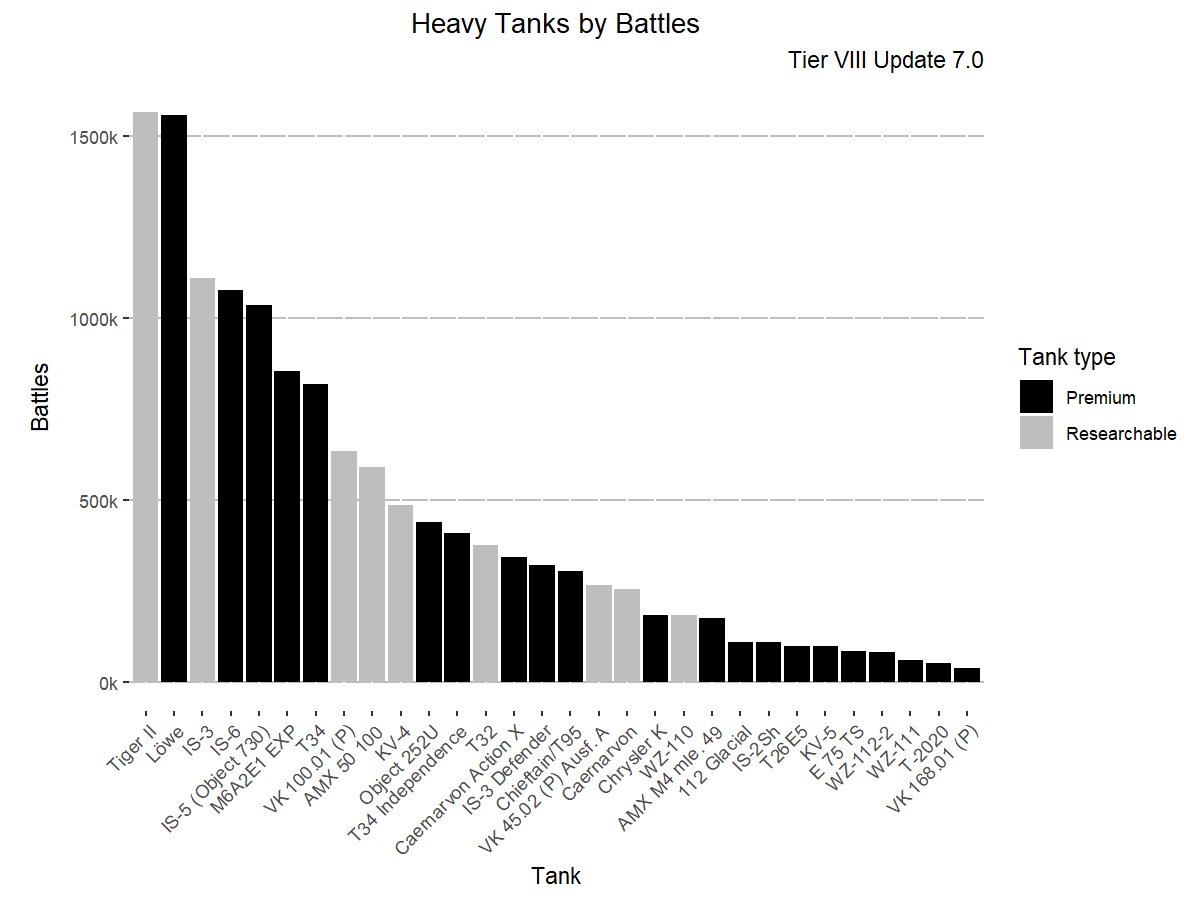 Heavy Tanks by Battles
Tier VIII Update 7.0
Battles
1500k
1000k
500k
0k
Tiger II
Löwe
IS-3
IS-6
IS-5 (Object 730)
M6A2E1 EXP
T34
VK 100.01 (P)
AMX 50 100
KV-4
Object 252U
T34 Independence
T32
Caernarvon Action X
IS-3 Defender
Chieftain/T95
VK 45.02 (P) Ausf. A
Caernarvon
Chrysler K
WZ-110
AMX M4 mle. 49
112 Glacial
IS-2Sh
T26E5
KV-5
E 75 TS
WZ-112-2
WZ-111
T-2020
VK 168.01 (P)
Tank
Tank type
Premium
Researchable